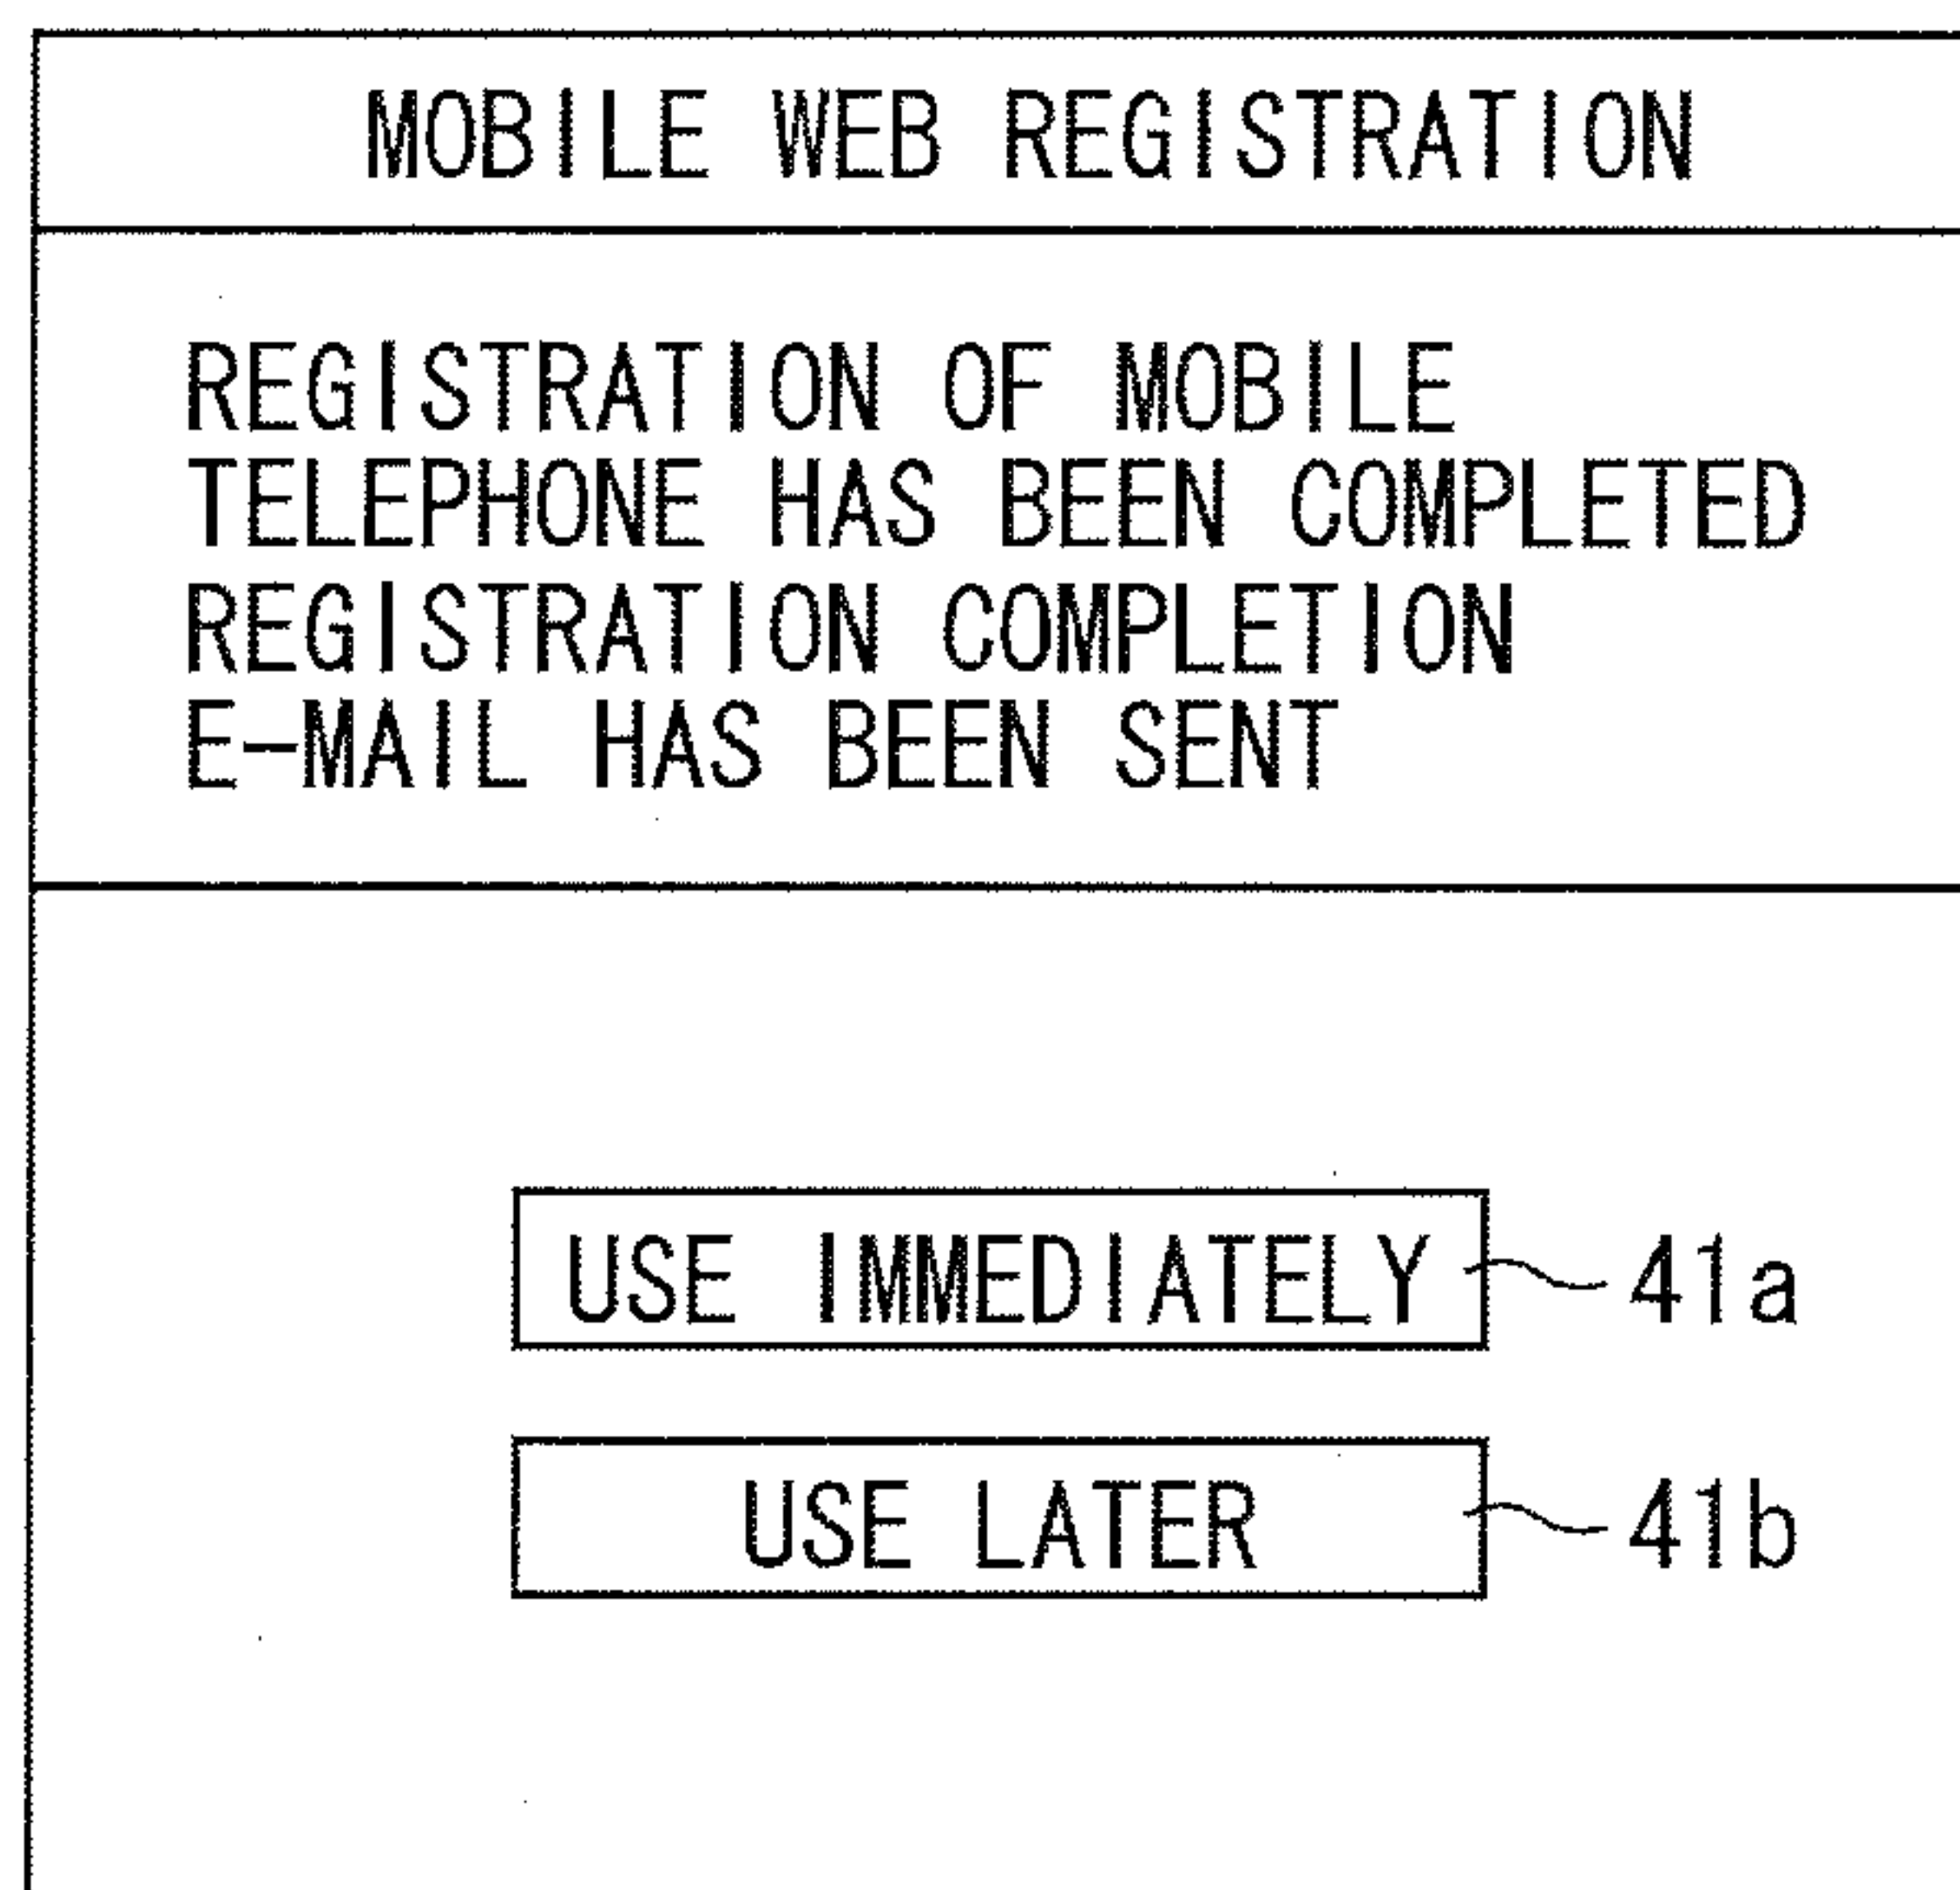 MOBILE WEB REGISTRATION
REGISTRATION OF MOBILE
TELEPHONE HAS BEEN COMPLETED
REGISTRATION COMPLETION
E-MAIL HAS BEEN SENT
USE IMMEDIATELY 41a
USE LATER 41b